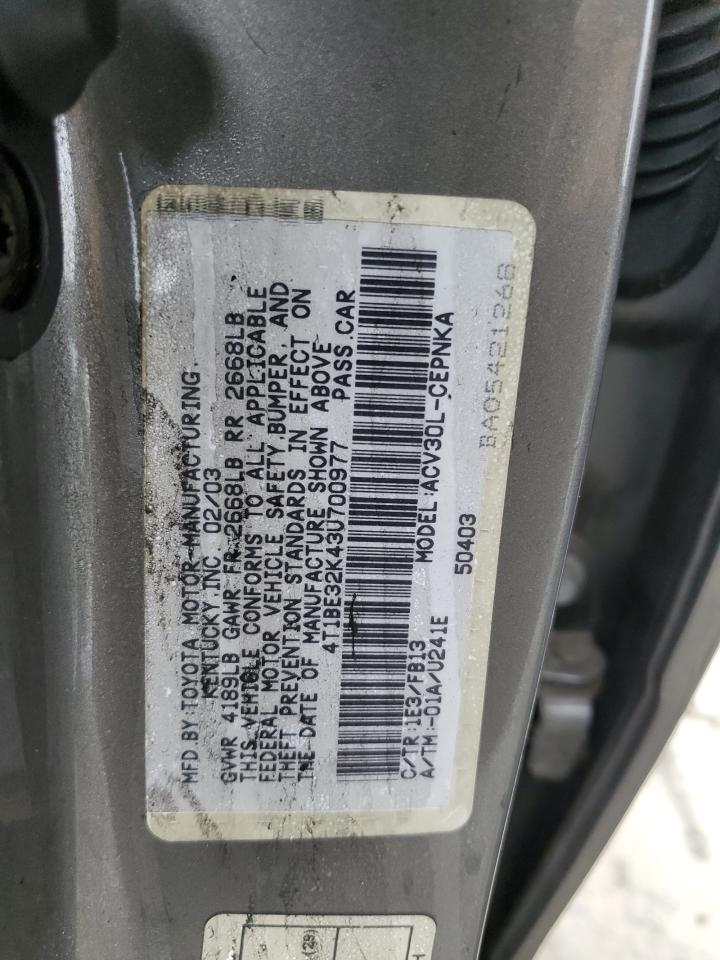 MFD BY:TOYOTA MOTOR MANUFACTURING,
KENTUCKY,INC. 02/03
GVWR 4189LB GAWR FR 2668LB RR 2668LB
THIS VEHICLE CONFORMS TO ALL APPLICABLE
FEDERAL MOTOR VEHICLE SAFETY,BUMPER, AND
THEFT PREVENTION STANDARDS IN EFFECT ON
THE DATE OF MANUFACTURE SHOWN ABOVE
4T1BE32K43U700977 PASS.CAR
C/TR:1E3/FB13 MODEL:ACV30L-CEPNKA
A/TM:-01A/U241E 50403
BA05421268
(29)
H